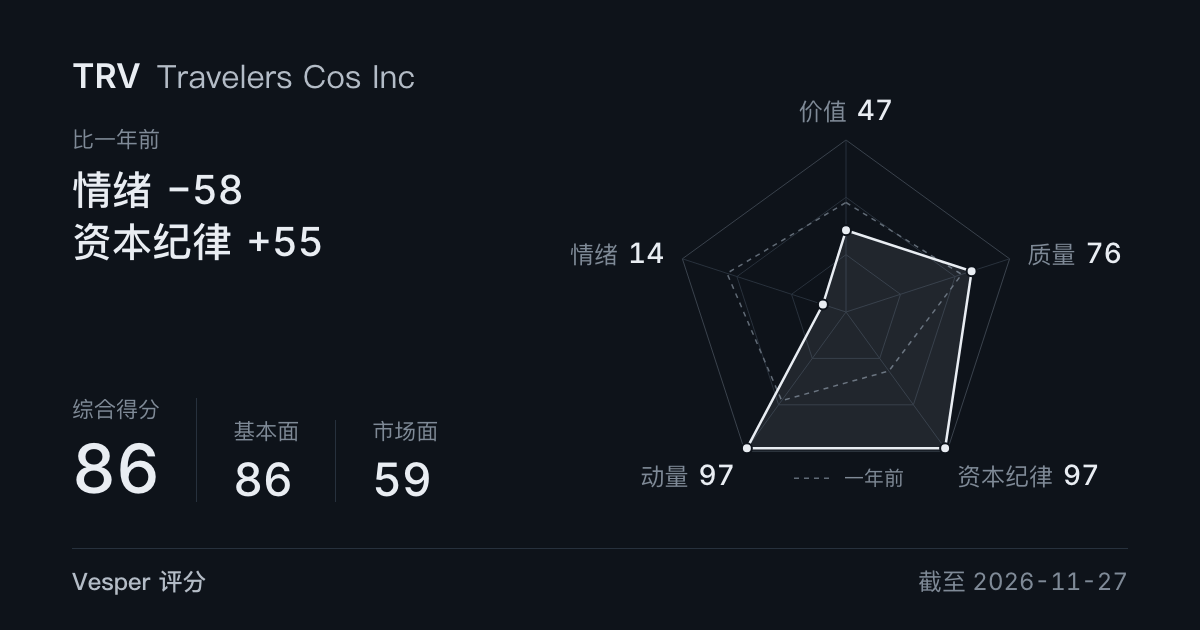 TRV Travelers Cos Inc
比一年前
情绪 −58
资本纪律 +55
综合得分
86
基本面
86
市场面
59
价值 47
质量 76
资本纪律 97
动量 97
情绪 14
一年前
Vesper 评分
截至 2026-11-27